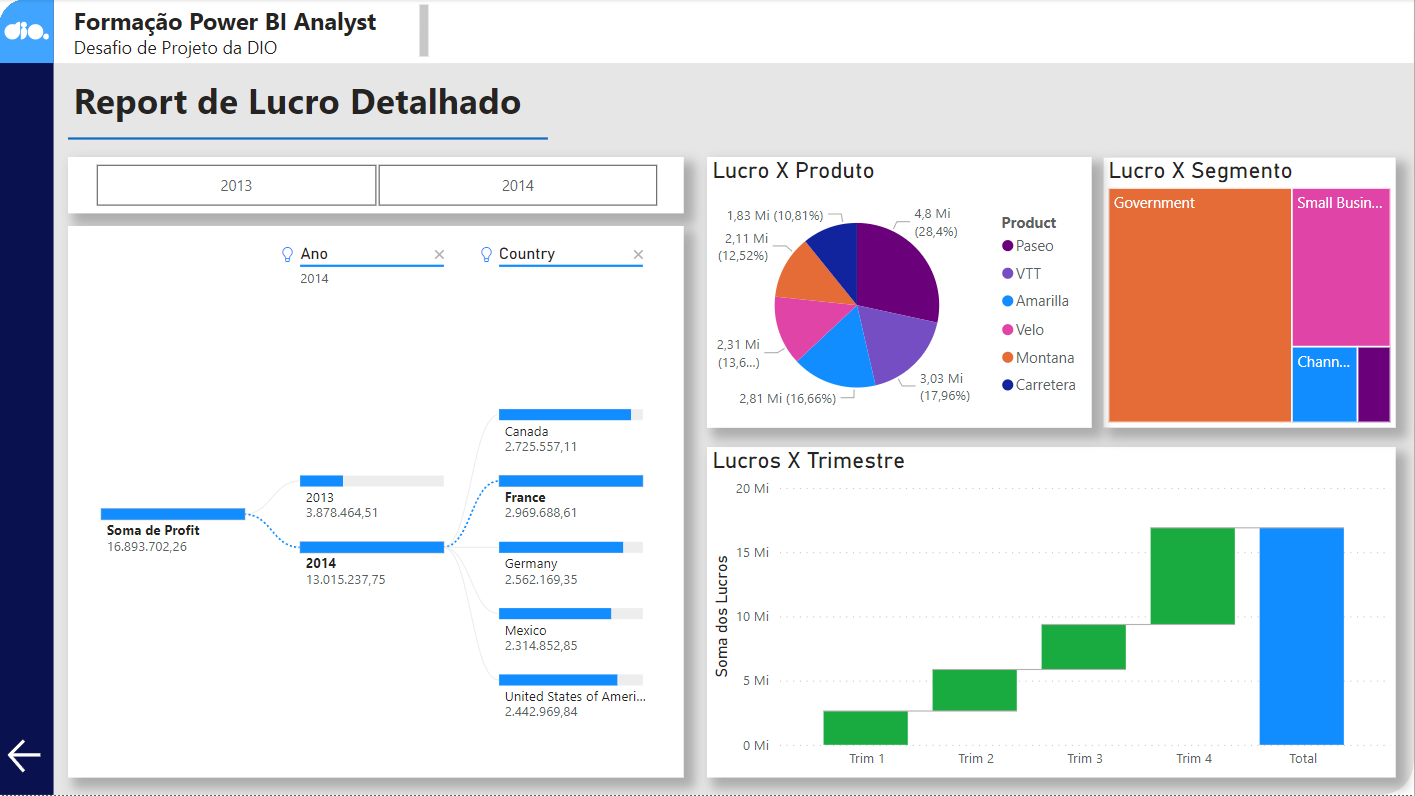 dio.
Formação Power BI Analyst
Desafio de Projeto da DIO
Report de Lucro Detalhado
2013
2014
Ano
2014
Country
Soma de Profit
16.893.702,26
2013
3.878.464,51
2014
13.015.237,75
Canada
2.725.557,11
France
2.969.688,61
Germany
2.562.169,35
Mexico
2.314.852,85
United States of Ameri...
2.442.969,84
Lucro X Produto
1,83 Mi (10,81%)
2,11 Mi
(12,52%)
2,31 Mi
(13,6...)
2,81 Mi (16,66%)
4,8 Mi
(28,4%)
3,03 Mi
(17,96%)
Product
Paseo
VTT
Amarilla
Velo
Montana
Carretera
Lucro X Segmento
Government
Small Busin...
Chann...
Lucros X Trimestre
Soma dos Lucros
20 Mi
15 Mi
10 Mi
5 Mi
0 Mi
Trim 1
Trim 2
Trim 3
Trim 4
Total